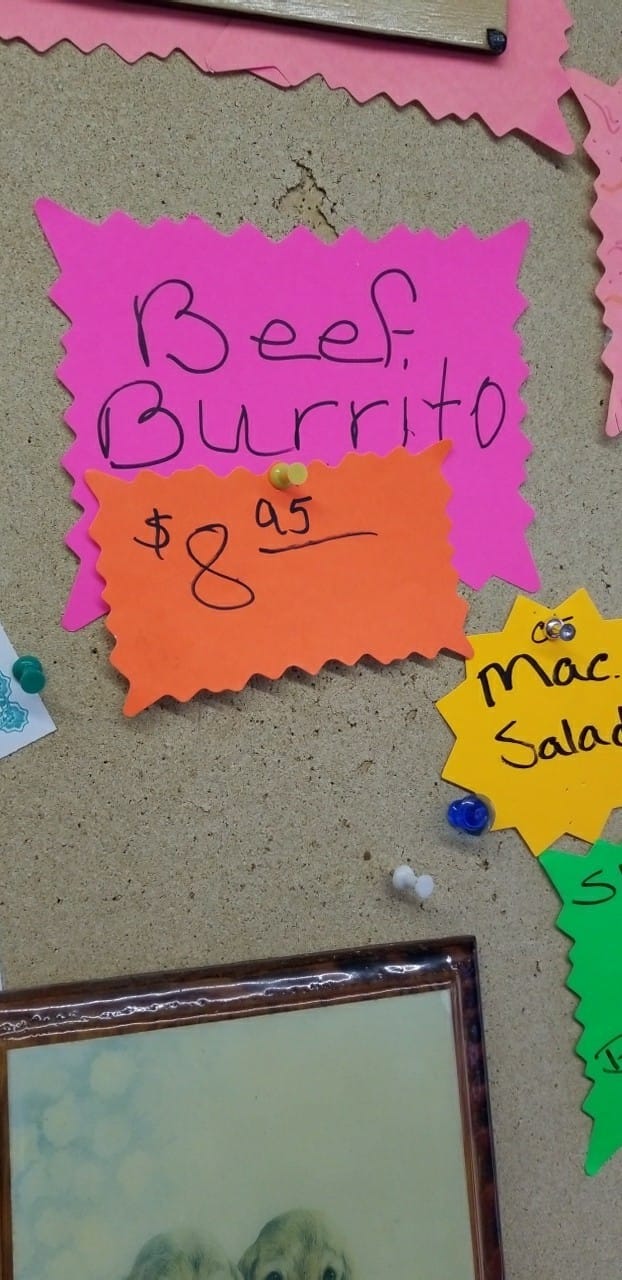 Beef
Burrito
$8 95
Mac.
Salad